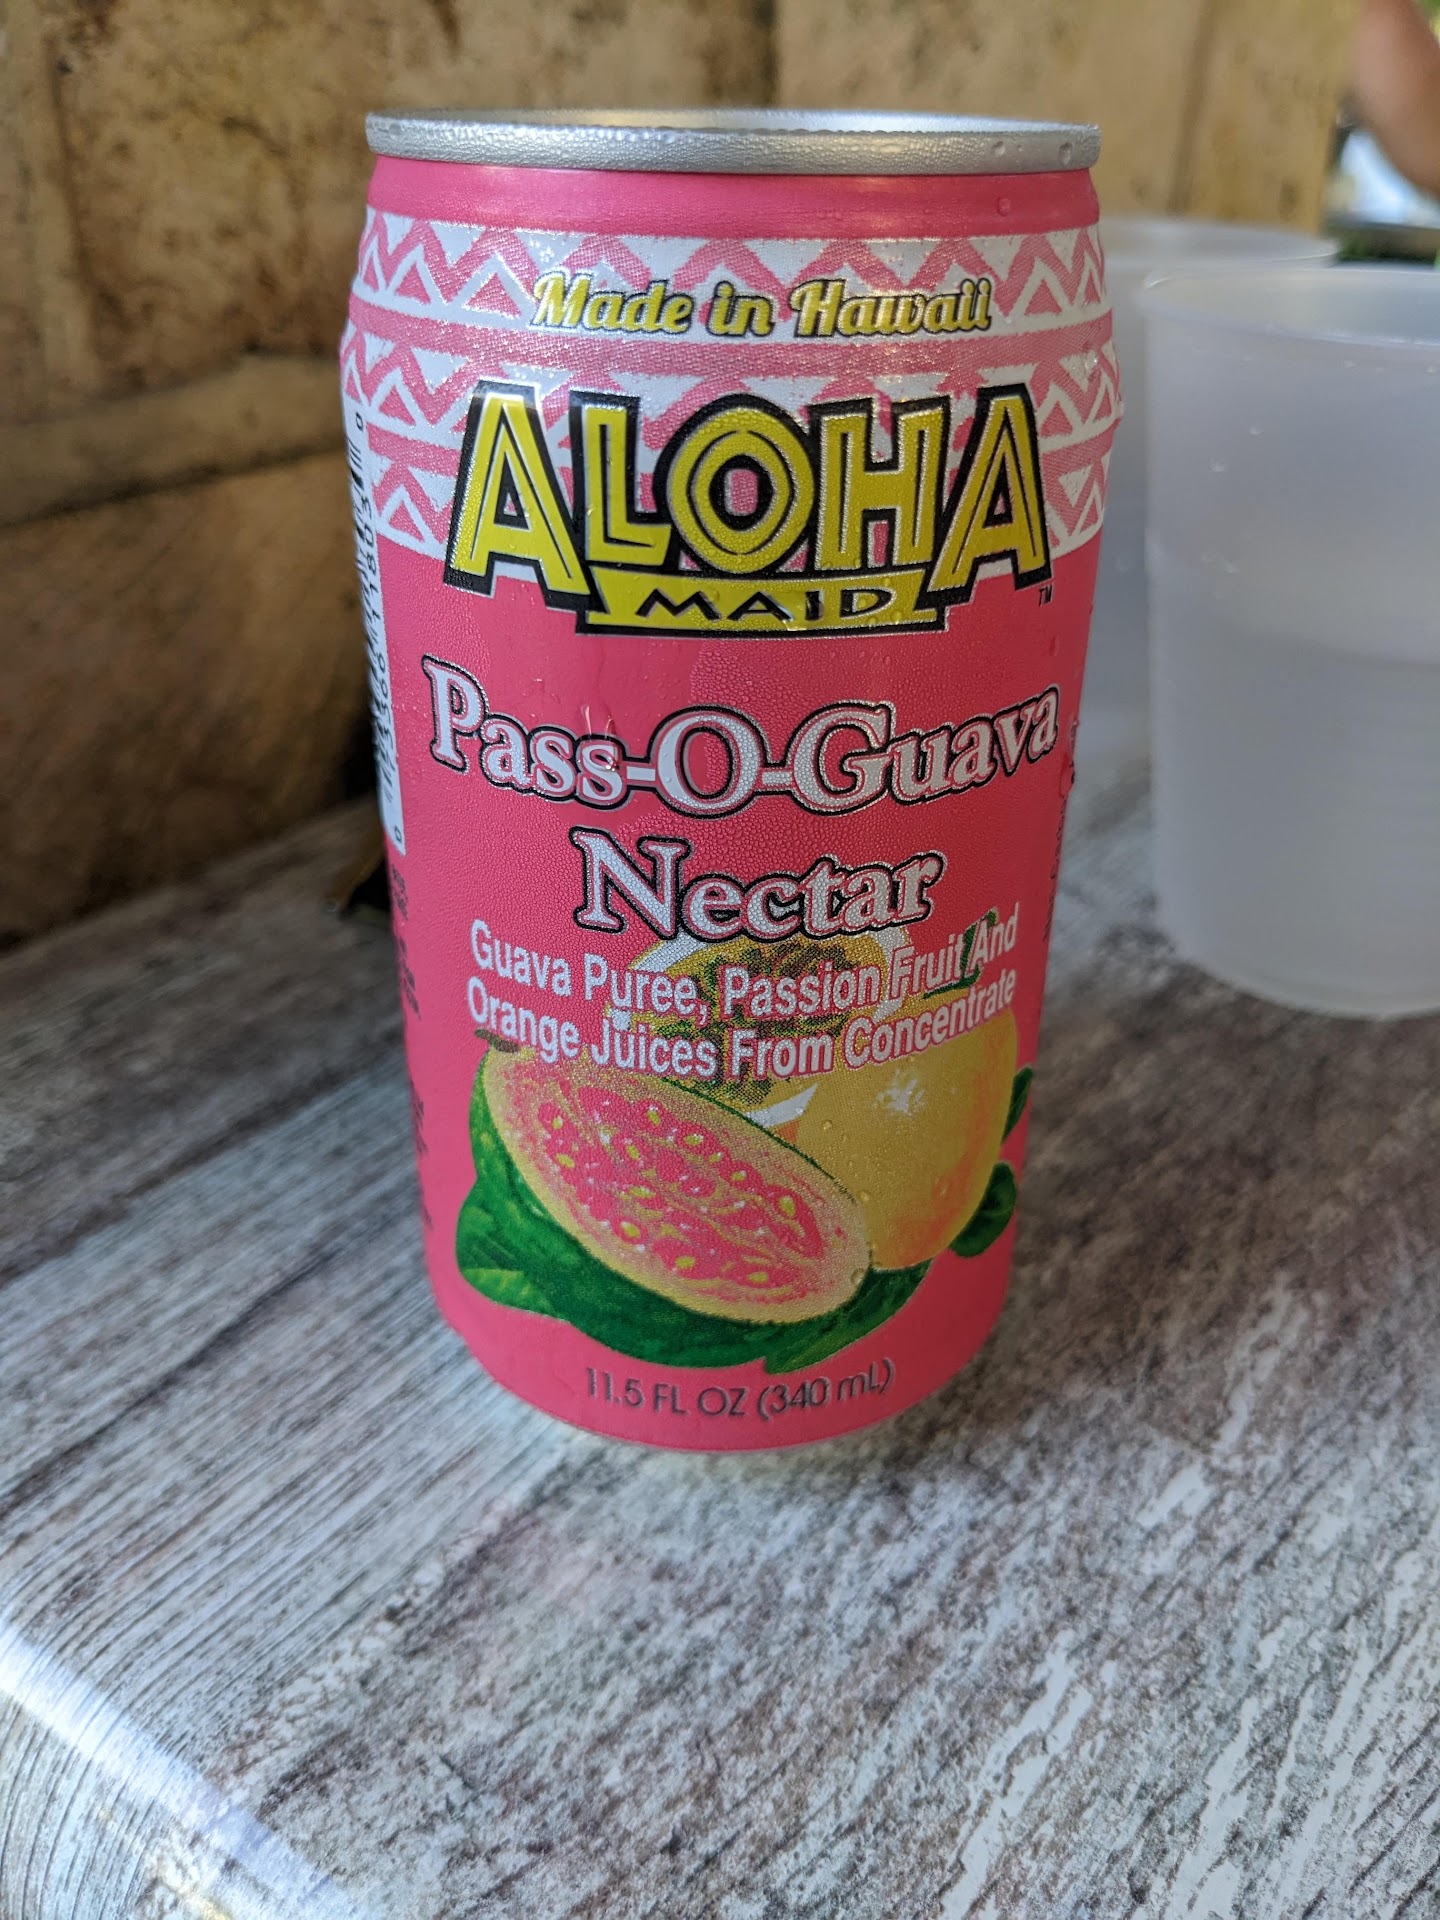 Made in Hawaii
ALOHA
MAID
TM
Pass-O-Guava
Nectar
Guava Puree, Passion Fruit And
Orange Juices From Concentrate
11.5 FL OZ (340 mL)